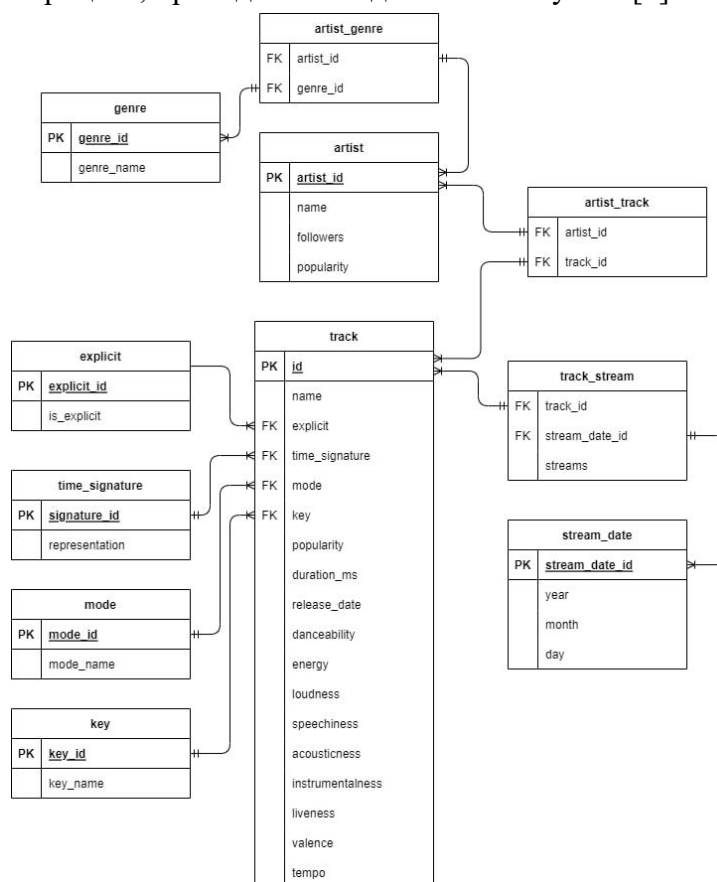 artist_genre
FK artist_id
FK genre_id
genre
PK genre_id
genre_name
artist
PK artist_id
name
followers
popularity
artist_track
FK artist_id
FK track_id
track
PK id
name
FK explicit
FK time_signature
FK mode
FK key
popularity
duration_ms
release_date
danceability
energy
loudness
speechiness
acousticness
instrumentalness
liveness
valence
tempo
explicit
PK explicit_id
is_explicit
time_signature
PK signature_id
representation
mode
PK mode_id
mode_name
key
PK key_id
key_name
track_stream
FK track_id
FK stream_date_id
streams
stream_date
PK stream_date_id
year
month
day